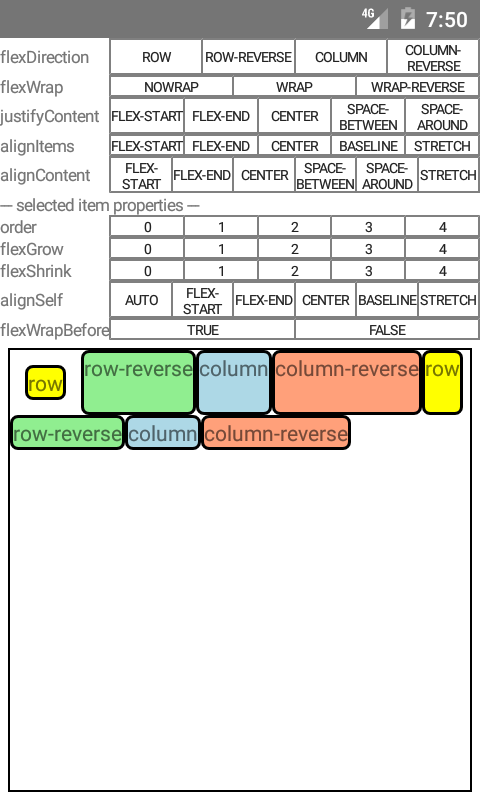 4G 7:50
flexDirection ROW ROW-REVERSE COLUMN COLUMN-REVERSE
flexWrap NOWRAP WRAP WRAP-REVERSE
justifyContent FLEX-START FLEX-END CENTER SPACE-BETWEEN SPACE-AROUND
alignItems FLEX-START FLEX-END CENTER BASELINE STRETCH
alignContent FLEX-START FLEX-END CENTER SPACE-BETWEEN SPACE-AROUND STRETCH
--- selected item properties ---
order 0 1 2 3 4
flexGrow 0 1 2 3 4
flexShrink 0 1 2 3 4
alignSelf AUTO FLEX-START FLEX-END CENTER BASELINE STRETCH
flexWrapBefore TRUE FALSE
row row-reverse column column-reverse row
row-reverse column column-reverse